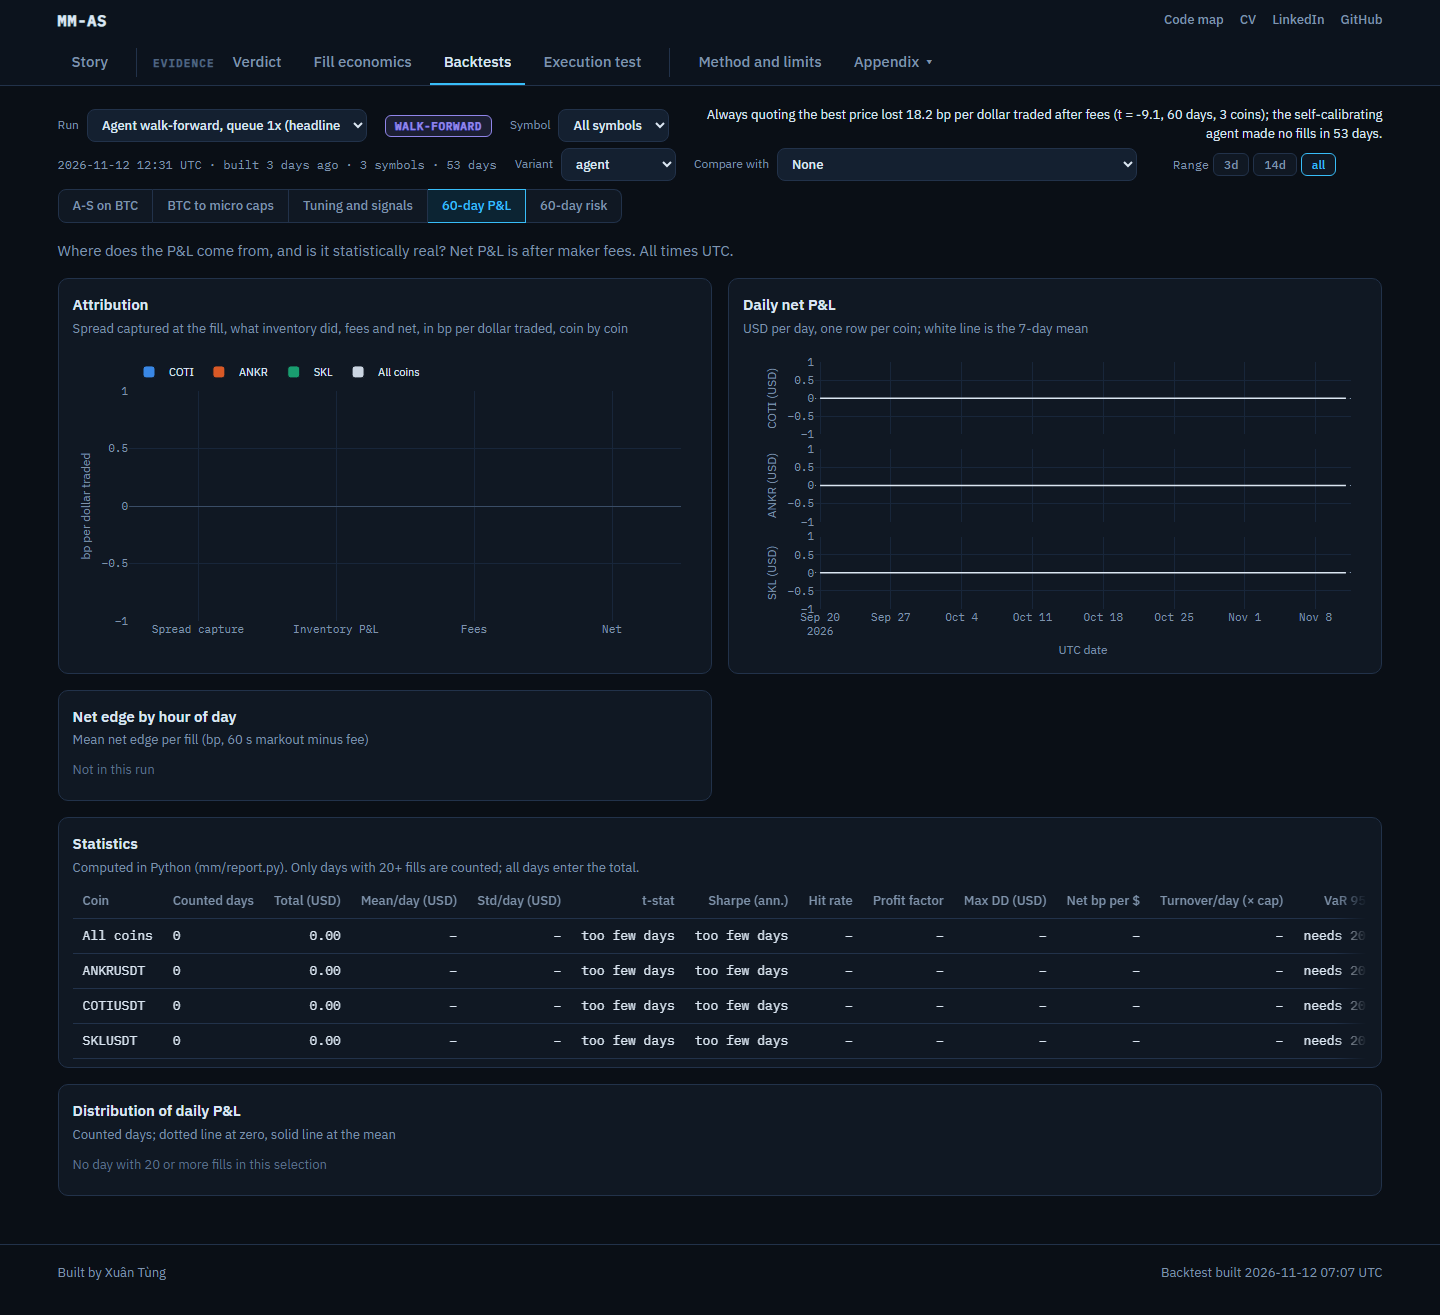 MM-AS
Code map CV LinkedIn GitHub
Story EVIDENCE Verdict Fill economics Backtests Execution test Method and limits Appendix ▾
Run Agent walk-forward, queue 1x (headline WALK-FORWARD Symbol All symbols
Always quoting the best price lost 18.2 bp per dollar traded after fees (t = -9.1, 60 days, 3 coins); the self-calibrating
agent made no fills in 53 days.
2026-11-12 12:31 UTC · built 3 days ago · 3 symbols · 53 days Variant agent Compare with None Range 3d 14d all
A-S on BTC BTC to micro caps Tuning and signals 60-day P&L 60-day risk
Where does the P&L come from, and is it statistically real? Net P&L is after maker fees. All times UTC.
Attribution
Spread captured at the fill, what inventory did, fees and net, in bp per dollar traded, coin by coin
COTI ANKR SKL All coins
1
0.5
0
−0.5
−1
bp per dollar traded
Spread capture Inventory P&L Fees Net
Daily net P&L
USD per day, one row per coin; white line is the 7-day mean
1
0.5
0
−0.5
−1
COTI (USD)
1
0.5
0
−0.5
−1
ANKR (USD)
1
0.5
0
−0.5
−1
SKL (USD)
Sep 20 Sep 27 Oct 4 Oct 11 Oct 18 Oct 25 Nov 1 Nov 8
2026
UTC date
Net edge by hour of day
Mean net edge per fill (bp, 60 s markout minus fee)
Not in this run
Statistics
Computed in Python (mm/report.py). Only days with 20+ fills are counted; all days enter the total.
Coin Counted days Total (USD) Mean/day (USD) Std/day (USD) t-stat Sharpe (ann.) Hit rate Profit factor Max DD (USD) Net bp per $ Turnover/day (× cap) VaR 95
All coins 0 0.00 – – too few days too few days – – – – – needs 20
ANKRUSDT 0 0.00 – – too few days too few days – – – – – needs 20
COTIUSDT 0 0.00 – – too few days too few days – – – – – needs 20
SKLUSDT 0 0.00 – – too few days too few days – – – – – needs 20
Distribution of daily P&L
Counted days; dotted line at zero, solid line at the mean
No day with 20 or more fills in this selection
Built by Xuân Tùng
Backtest built 2026-11-12 07:07 UTC